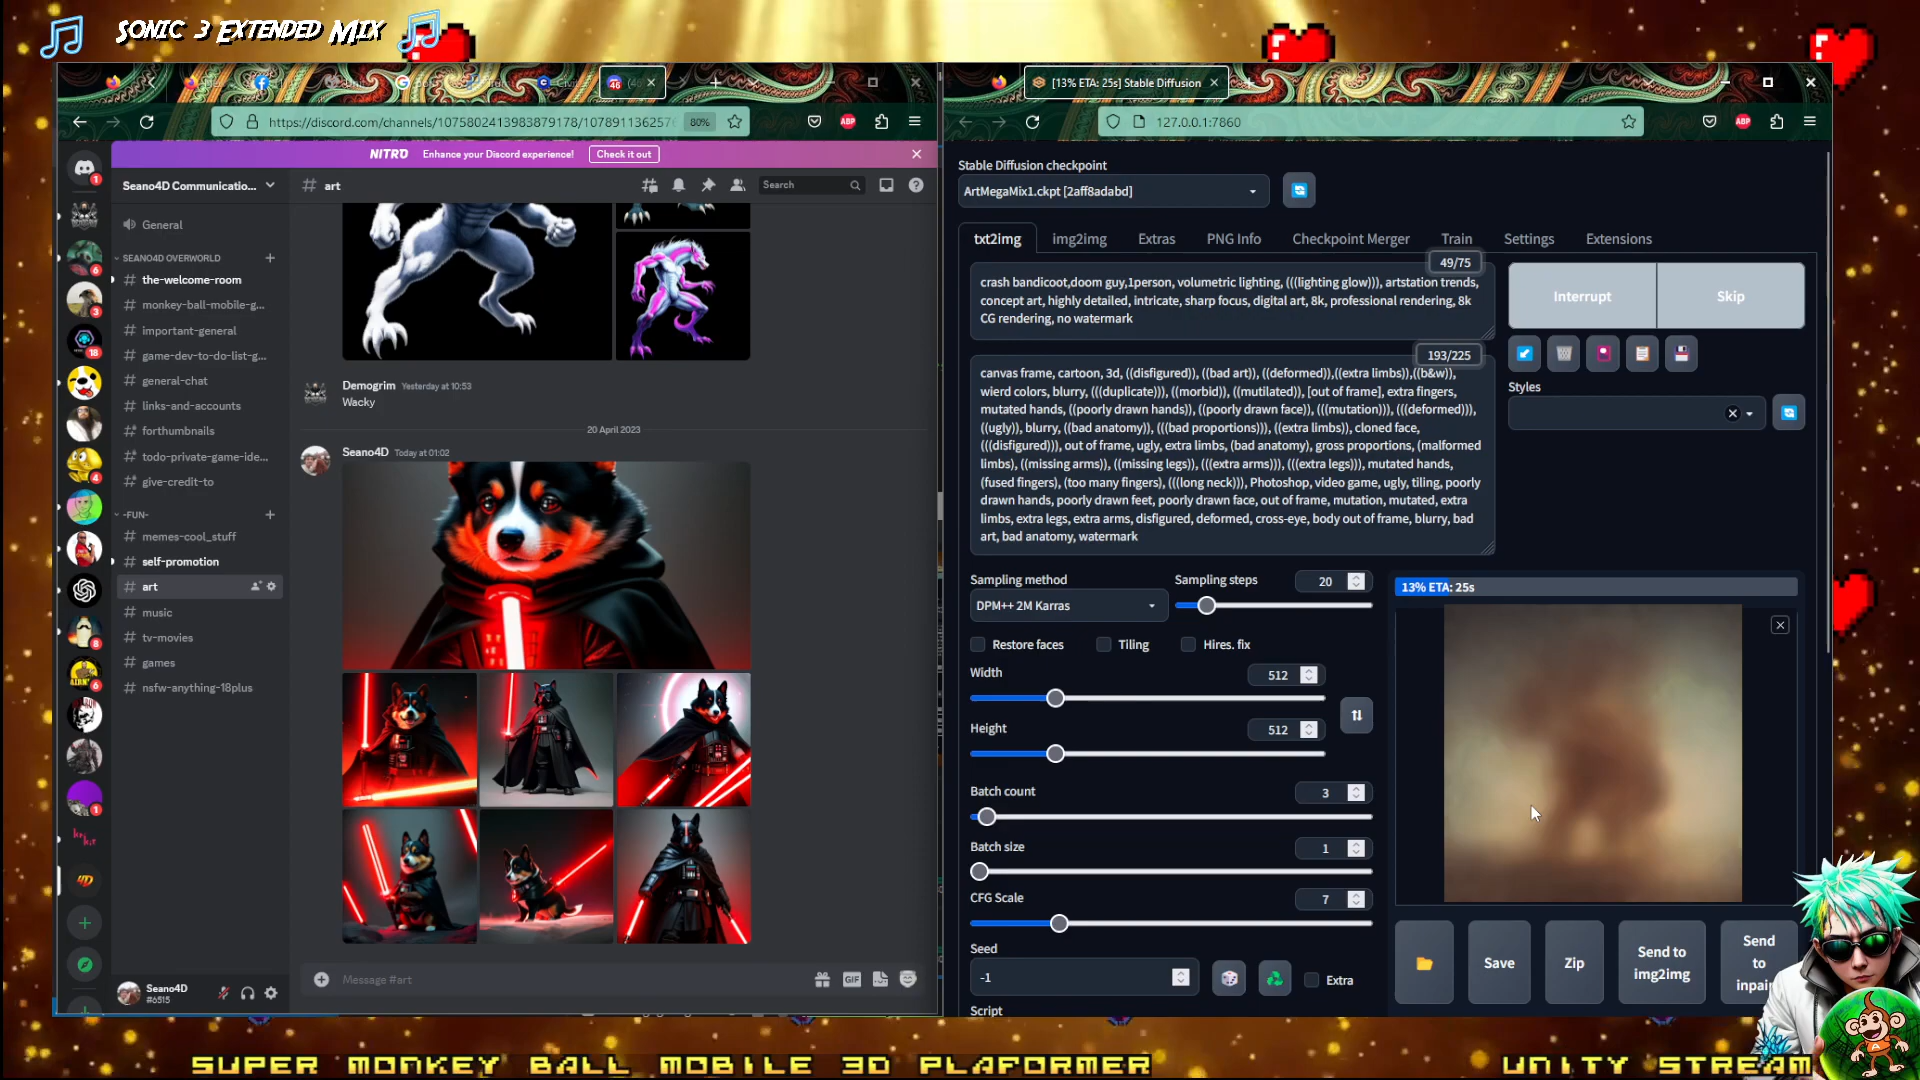 Sonic 3 Extended Mix
46
[13% ETA: 25s] Stable Diffusion
https://discord.com/channels/1075802413983879178/107891136257
80%
ABP
127.0.0.1:7860
ABP
NITRO
Enhance your Discord experience!
Check it out
Seano4D Communicatio...
# art
Search
General
SEANO4D OVERWORLD
# the-welcome-room
# monkey-ball-mobile-g...
# important-general
# game-dev-to-do-list-g...
# general-chat
# links-and-accounts
# forthumbnails
# todo-private-game-ide...
# give-credit-to
-FUN-
# memes-cool_stuff
# self-promotion
# art
# music
# tv-movies
# games
# nsfw-anything-18plus
1
6
3
18
4
8
6
1
Seano4D
#6515
Demogrim Yesterday at 10:53
Wacky
20 April 2023
Seano4D Today at 01:02
Message #art
GIF
Stable Diffusion checkpoint
ArtMegaMix1.ckpt [2aff8adabd]
txt2img
img2img
Extras
PNG Info
Checkpoint Merger
Train
Settings
Extensions
49/75
crash bandicoot,doom guy,1person, volumetric lighting, (((lighting glow))), artstation trends,
concept art, highly detailed, intricate, sharp focus, digital art, 8k, professional rendering, 8k
CG rendering, no watermark
Interrupt
Skip
193/225
canvas frame, cartoon, 3d, ((disfigured)), ((bad art)), ((deformed)),((extra limbs)),((b&w)),
wierd colors, blurry, (((duplicate))), ((morbid)), ((mutilated)), [out of frame], extra fingers,
mutated hands, ((poorly drawn hands)), ((poorly drawn face)), (((mutation))), (((deformed))),
((ugly)), blurry, ((bad anatomy)), (((bad proportions))), ((extra limbs)), cloned face,
(((disfigured))), out of frame, ugly, extra limbs, (bad anatomy), gross proportions, (malformed
limbs), ((missing arms)), ((missing legs)), (((extra arms))), (((extra legs))), mutated hands,
(fused fingers), (too many fingers), (((long neck))), Photoshop, video game, ugly, tiling, poorly
drawn hands, poorly drawn feet, poorly drawn face, out of frame, mutation, mutated, extra
limbs, extra legs, extra arms, disfigured, deformed, cross-eye, body out of frame, blurry, bad
art, bad anatomy, watermark
Styles
Sampling method
DPM++ 2M Karras
Sampling steps
20
Restore faces
Tiling
Hires. fix
Width
512
Height
512
Batch count
3
Batch size
1
CFG Scale
7
Seed
-1
Extra
Script
13% ETA: 25s
Save
Zip
Send to
img2img
Send
to
SUPER MONKEY BALL MOBILE 3D PLAFORMER
UNITY STREAM